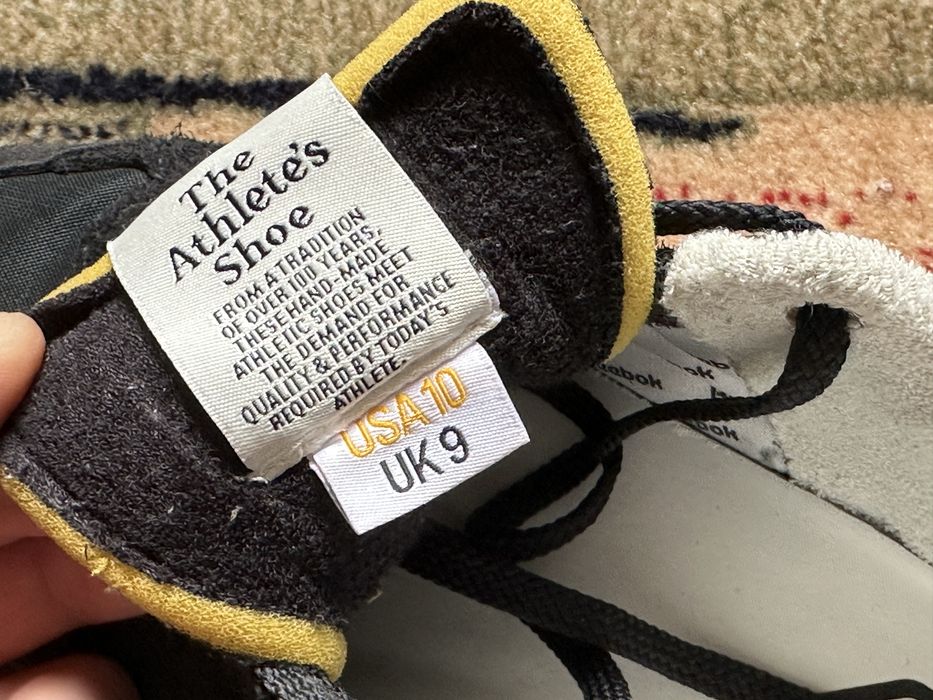 The
Athlete's
Shoe
FROM A TRADITION
OF OVER 100 YEARS,
THESE HAND-MADE
ATHLETIC SHOES MEET
THE DEMAND FOR
QUALITY & PERFORMANCE
REQUIRED BY TODAY'S
ATHLETE.
USA 10
UK 9